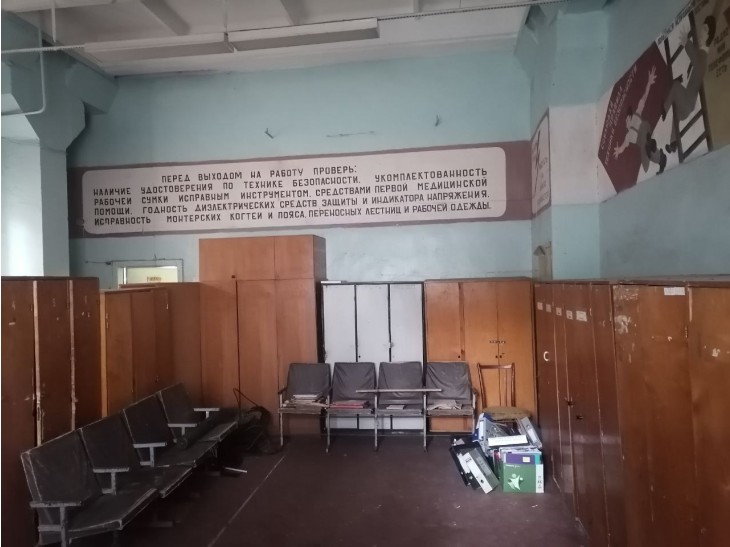 ПЕРЕД ВЫХОДОМ НА РАБОТУ ПРОВЕРЬ:
НАЛИЧИЕ УДОСТОВЕРЕНИЯ ПО ТЕХНИКЕ БЕЗОПАСНОСТИ, УКОМПЛЕКТОВАННОСТЬ
РАБОЧЕЙ СУМКИ ИСПРАВНЫМ ИНСТРУМЕНТОМ, СРЕДСТВАМИ ПЕРВОЙ МЕДИЦИНСКОЙ
ПОМОЩИ, ГОДНОСТЬ ДИЭЛЕКТРИЧЕСКИХ СРЕДСТВ ЗАЩИТЫ И ИНДИКАТОРА НАПРЯЖЕНИЯ,
ИСПРАВНОСТЬ МОНТЕРСКИХ КОГТЕЙ И ПОЯСА, ПЕРЕНОСНЫХ ЛЕСТНИЦ И РАБОЧЕЙ ОДЕЖДЫ.